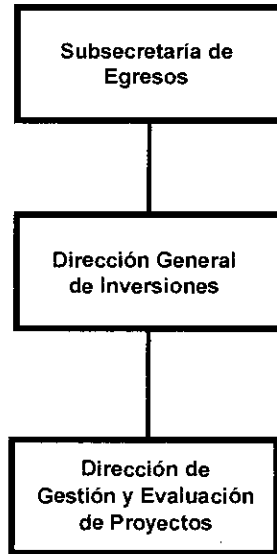 Subsecretaría de
Egresos
Dirección General
de Inversiones
Dirección de
Gestión y Evaluación
de Proyectos